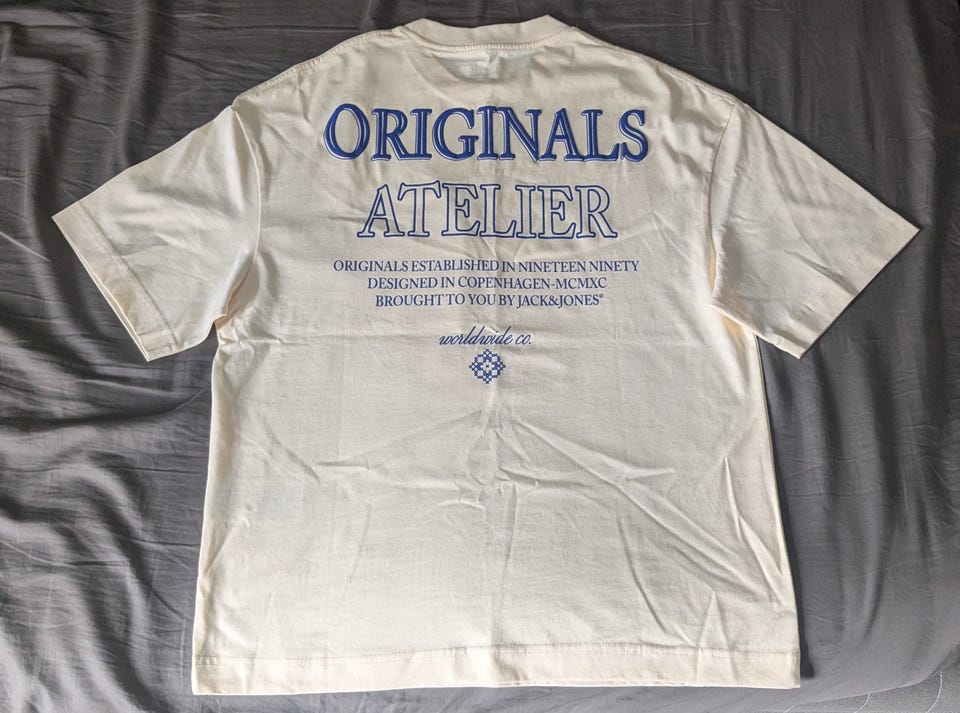 ORIGINALS
ATELIER
ORIGINALS ESTABLISHED IN NINETEEN NINETY
DESIGNED IN COPENHAGEN-MCMXC
BROUGHT TO YOU BY JACK&JONES®
worldwide co.